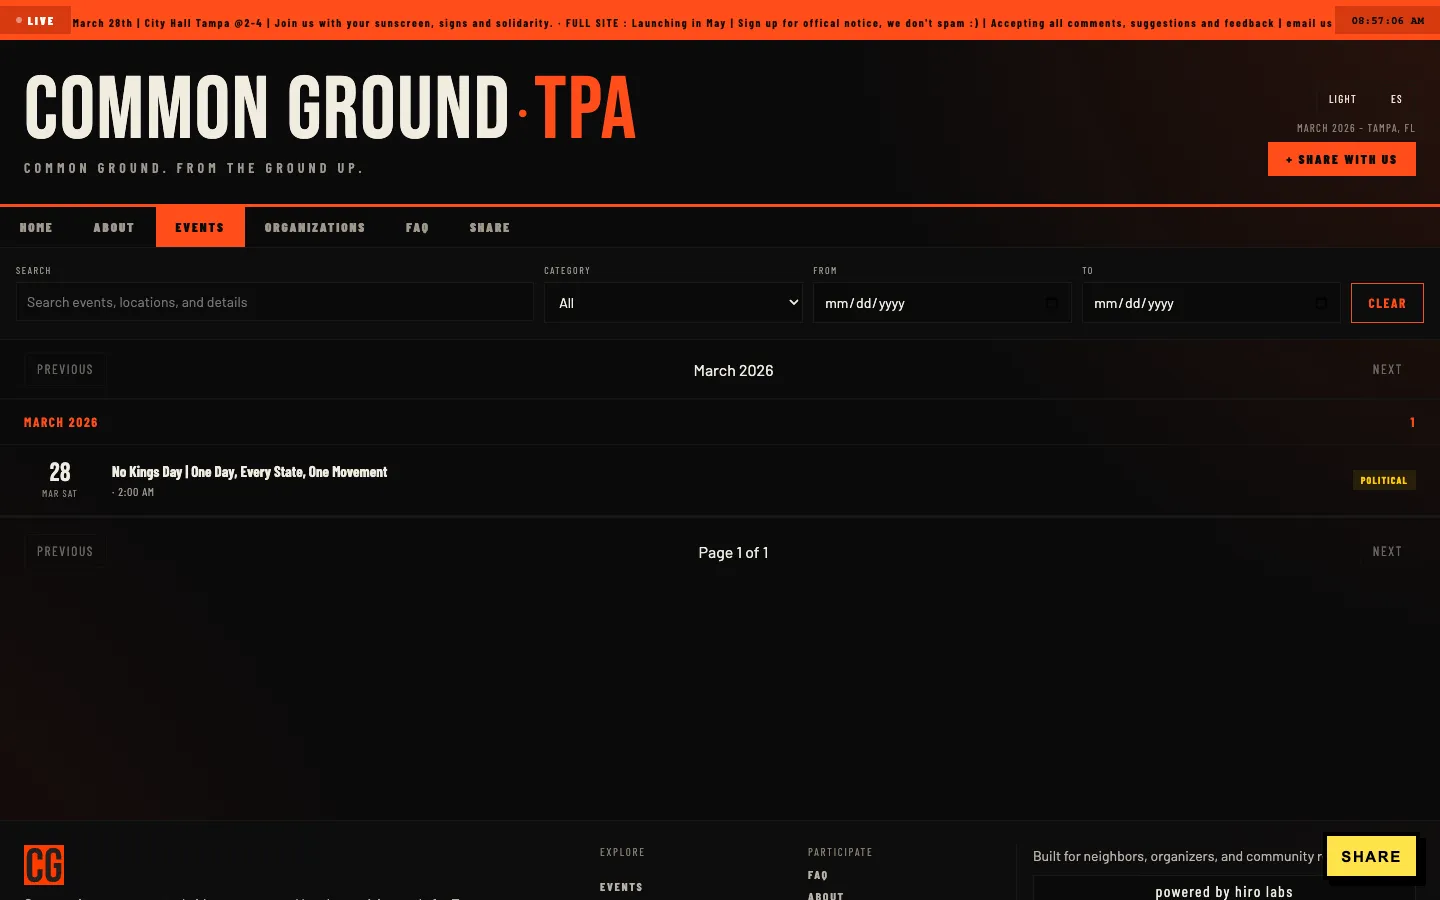 LIVE
March 28th | City Hall Tampa @2-4 | Join us with your sunscreen, signs and solidarity. · FULL SITE : Launching in May | Sign up for offical notice, we don't spam :) | Accepting all comments, suggestions and feedback | email us
08:57:06 AM
COMMON GROUND·TPA
COMMON GROUND. FROM THE GROUND UP.
LIGHT ES
MARCH 2026 - TAMPA, FL
+ SHARE WITH US
HOME ABOUT EVENTS ORGANIZATIONS FAQ SHARE
SEARCH CATEGORY FROM TO
Search events, locations, and details All mm/dd/yyyy mm/dd/yyyy CLEAR
PREVIOUS March 2026 NEXT
MARCH 2026 1
28
MAR SAT
No Kings Day | One Day, Every State, One Movement
· 2:00 AM
POLITICAL
PREVIOUS Page 1 of 1 NEXT
CG
EXPLORE
EVENTS
PARTICIPATE
FAQ
ABOUT
Built for neighbors, organizers, and community
powered by hiro labs
SHARE